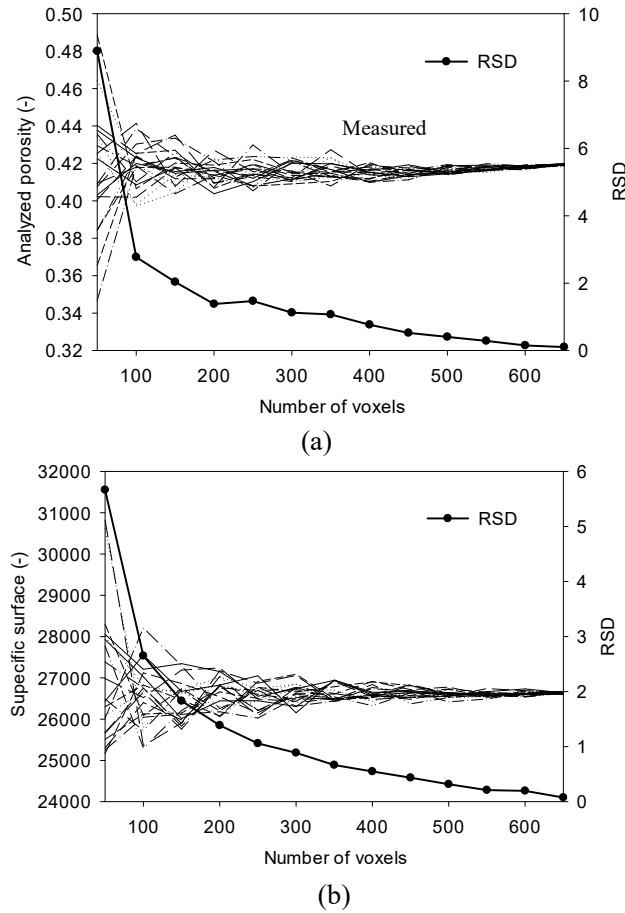 0.50
0.48
0.46
0.44
0.42
0.40
0.38
0.36
0.34
0.32
Analyzed porosity (-)
RSD
Measured
10
8
6
4
2
0
RSD
100 200 300 400 500 600
Number of voxels
(a)
32000
31000
30000
29000
28000
27000
26000
25000
24000
Supecific surface (-)
RSD
6
5
4
3
2
1
0
RSD
100 200 300 400 500 600
Number of voxels
(b)